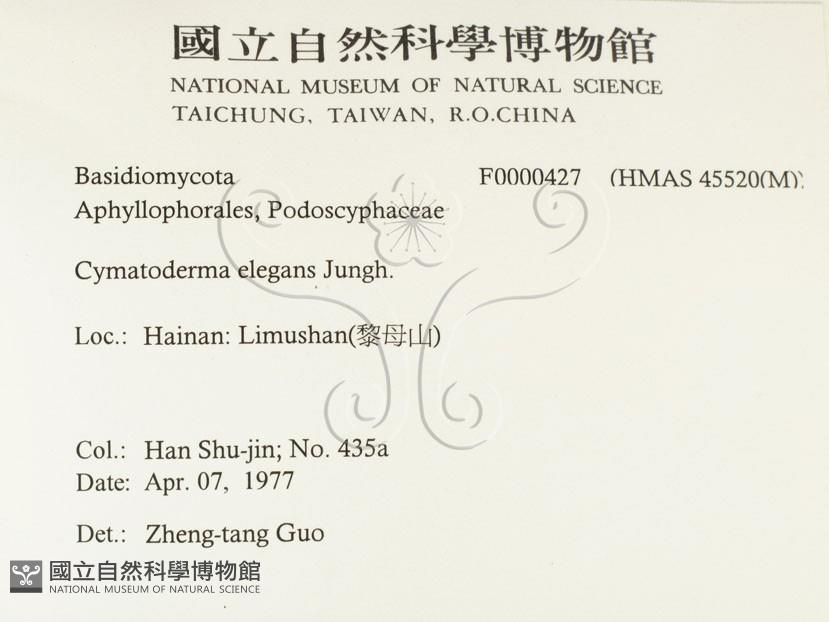 國立自然科學博物館
NATIONAL MUSEUM OF NATURAL SCIENCE
TAICHUNG, TAIWAN, R.O.CHINA
Basidiomycota F0000427 (HMAS 45520(M))
Aphyllophorales, Podoscyphaceae
Cymatoderma elegans Jungh.
Loc.: Hainan: Limushan(黎母山)
Col.: Han Shu-jin; No. 435a
Date: Apr. 07, 1977
Det.: Zheng-tang Guo
國立自然科學博物館
NATIONAL MUSEUM OF NATURAL SCIENCE